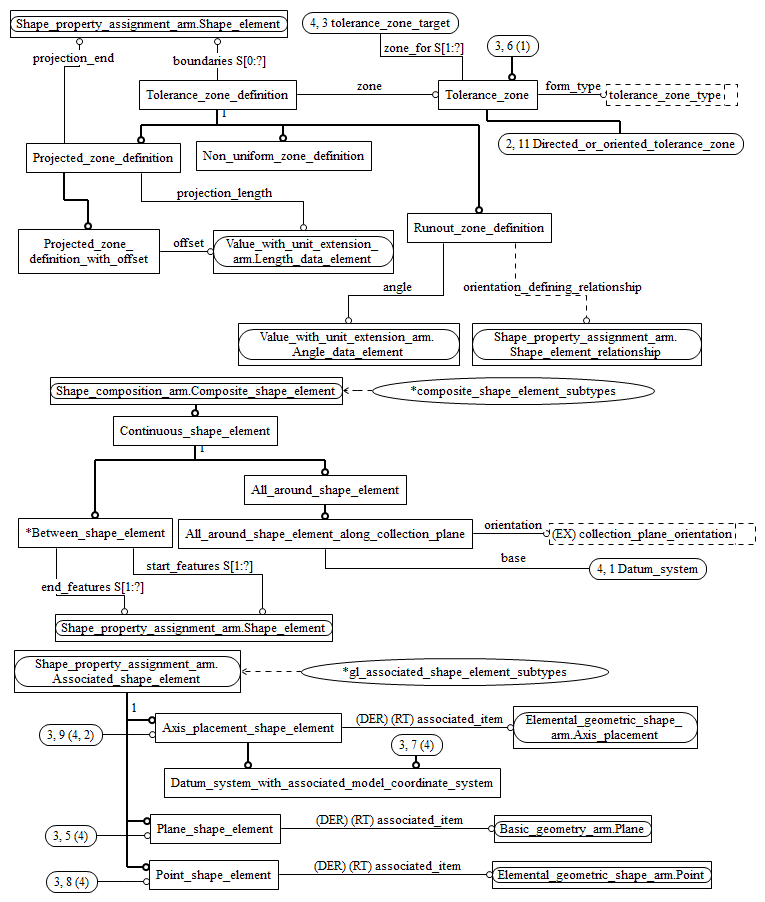 Shape_property_assignment_arm.Shape_element
4, 3 tolerance_zone_target
projection_end
boundaries S[0:?]
zone_for S[1:?]
3, 6 (1)
Tolerance_zone_definition
zone
Tolerance_zone
form_type
tolerance_zone_type
1
2, 11 Directed_or_oriented_tolerance_zone
Projected_zone_definition
Non_uniform_zone_definition
projection_length
Runout_zone_definition
Projected_zone_
definition_with_offset
offset
Value_with_unit_extension_
arm.Length_data_element
angle
orientation_defining_relationship
Value_with_unit_extension_arm.
Angle_data_element
Shape_property_assignment_arm.
Shape_element_relationship
Shape_composition_arm.Composite_shape_element
*composite_shape_element_subtypes
Continuous_shape_element
1
All_around_shape_element
*Between_shape_element
All_around_shape_element_along_collection_plane
orientation
(EX) collection_plane_orientation
base
4, 1 Datum_system
start_features S[1:?]
end_features S[1:?]
Shape_property_assignment_arm.Shape_element
Shape_property_assignment_arm.
Associated_shape_element
*gl_associated_shape_element_subtypes
1
3, 9 (4, 2)
Axis_placement_shape_element
(DER) (RT) associated_item
Elemental_geometric_shape_
arm.Axis_placement
3, 7 (4)
Datum_system_with_associated_model_coordinate_system
3, 5 (4)
Plane_shape_element
(DER) (RT) associated_item
Basic_geometry_arm.Plane
3, 8 (4)
Point_shape_element
(DER) (RT) associated_item
Elemental_geometric_shape_arm.Point